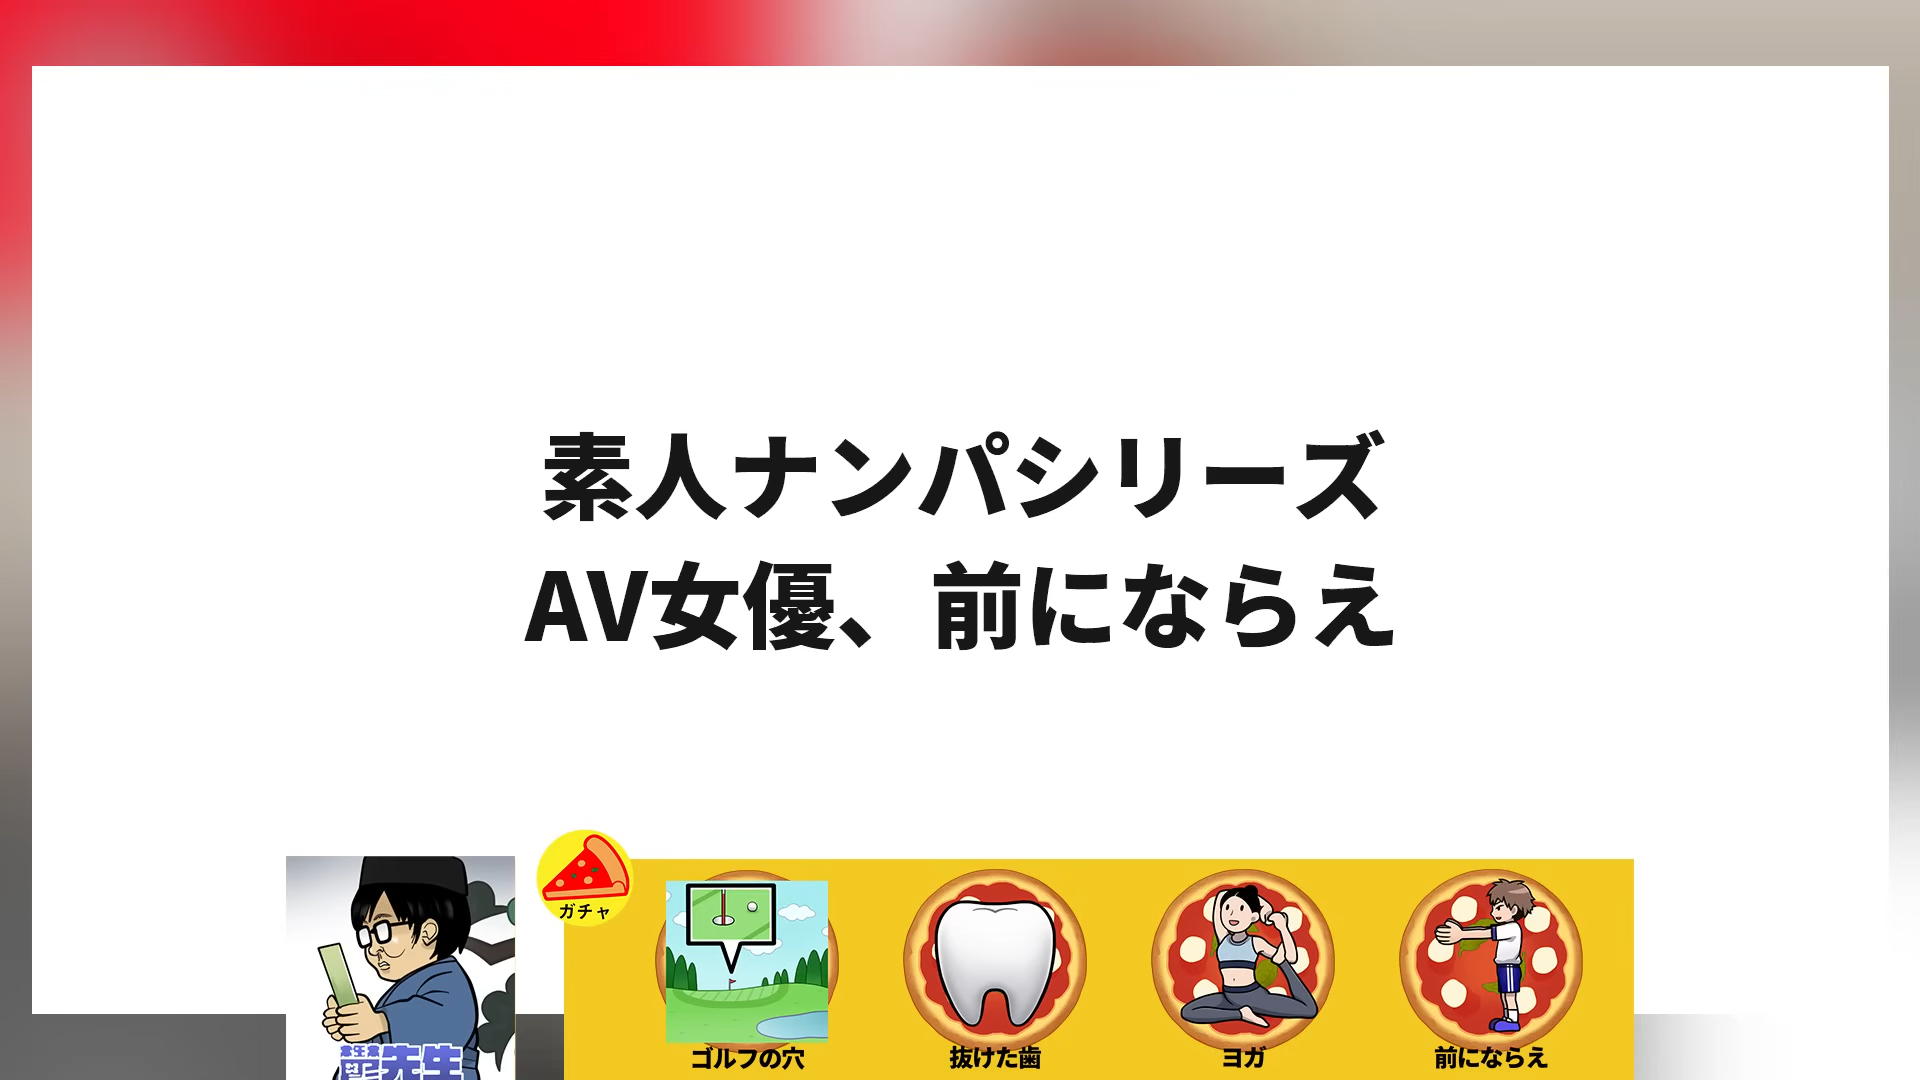 素人ナンパシリーズ
AV女優、前にならえ
ガチャ
ゴルフの穴
抜けた歯
ヨガ
前にならえ
先生